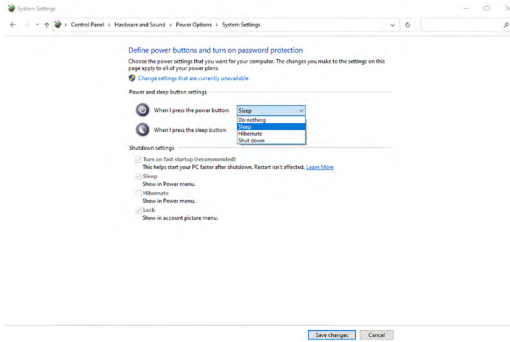 System Settings
Control Panel › Hardware and Sound › Power Options › System Settings
Define power buttons and turn on password protection
Choose the power settings that you want for your computer. The changes you make to the settings on this
page apply to all of your power plans.
Change settings that are currently unavailable
Power and sleep button settings
When I press the power button: Sleep
Do nothing
Sleep
When I press the sleep button: Hibernate
Shut down
Shutdown settings
Turn on fast startup (recommended)
This helps start your PC faster after shutdown. Restart isn't affected. Learn More
Sleep
Show in Power menu.
Hibernate
Show in Power menu.
Lock
Show in account picture menu.
Save changes Cancel